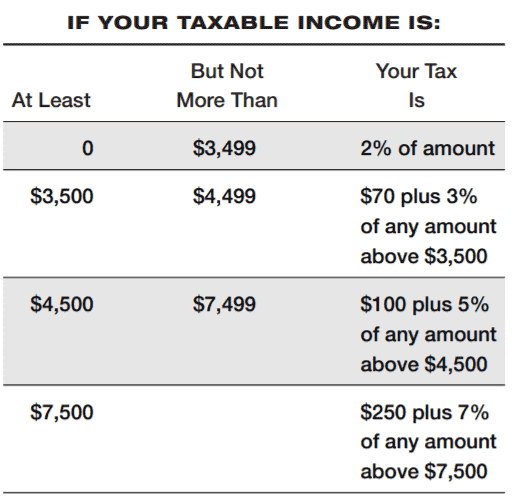 IF YOUR TAXABLE INCOME IS:
But Not Your Tax
At Least More Than Is
0 $3,499 2% of amount
$3,500 $4,499 $70 plus 3%
of any amount
above $3,500
$4,500 $7,499 $100 plus 5%
of any amount
above $4,500
$7,500 $250 plus 7%
of any amount
above $7,500